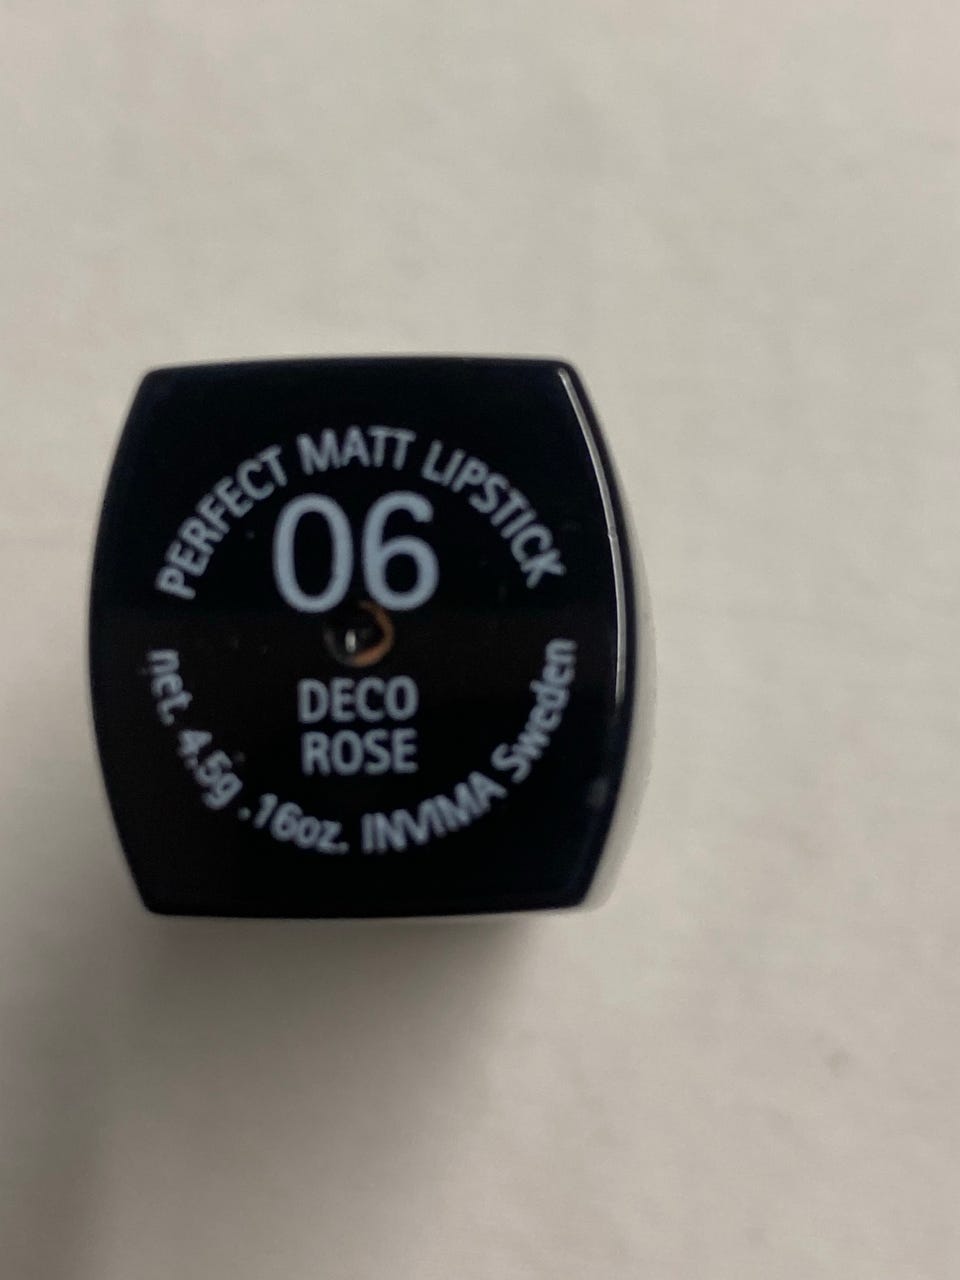 PERFECT MATT LIPSTICK
06
DECO
ROSE
net. 4.5g .16oz. INVIMA Sweden